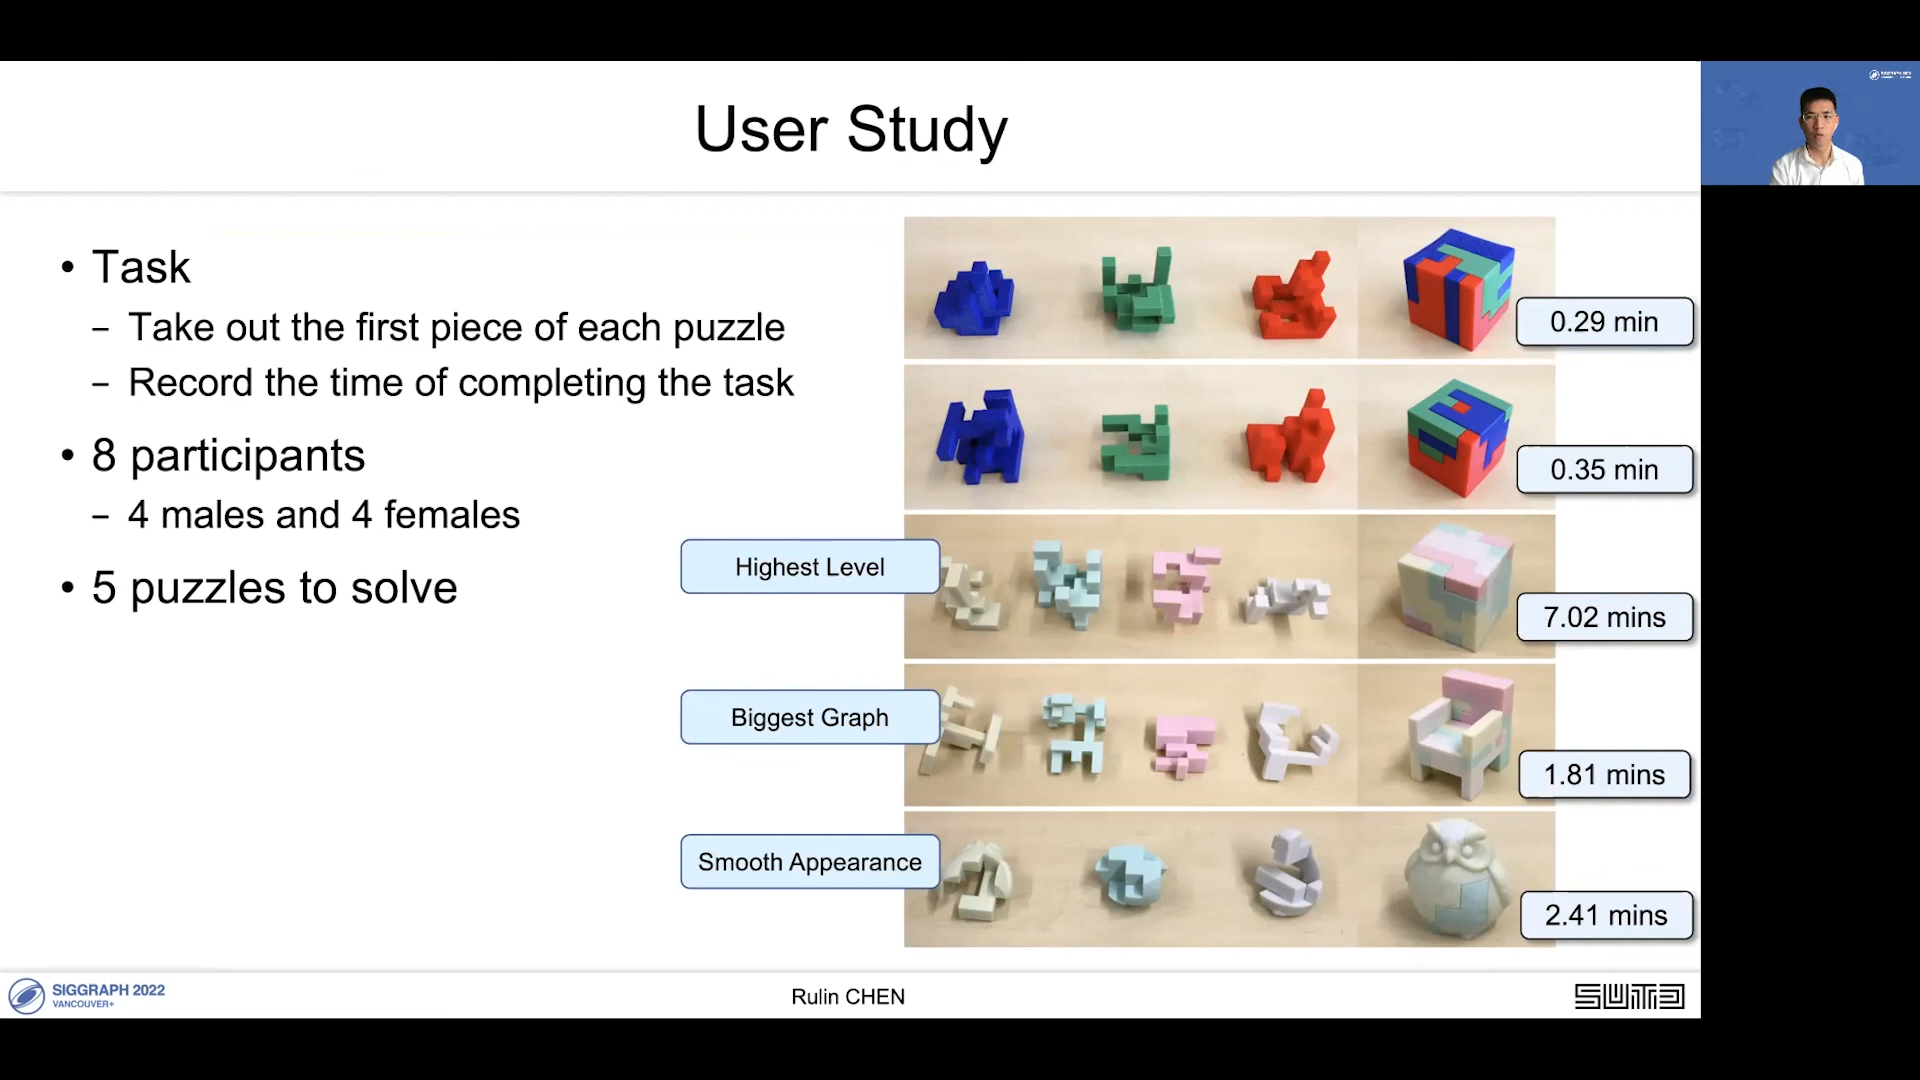 User Study
• Task
– Take out the first piece of each puzzle
– Record the time of completing the task
• 8 participants
– 4 males and 4 females
• 5 puzzles to solve
0.29 min
0.35 min
Highest Level
7.02 mins
Biggest Graph
1.81 mins
Smooth Appearance
2.41 mins
SIGGRAPH 2022
VANCOUVER+
Rulin CHEN
SUTD